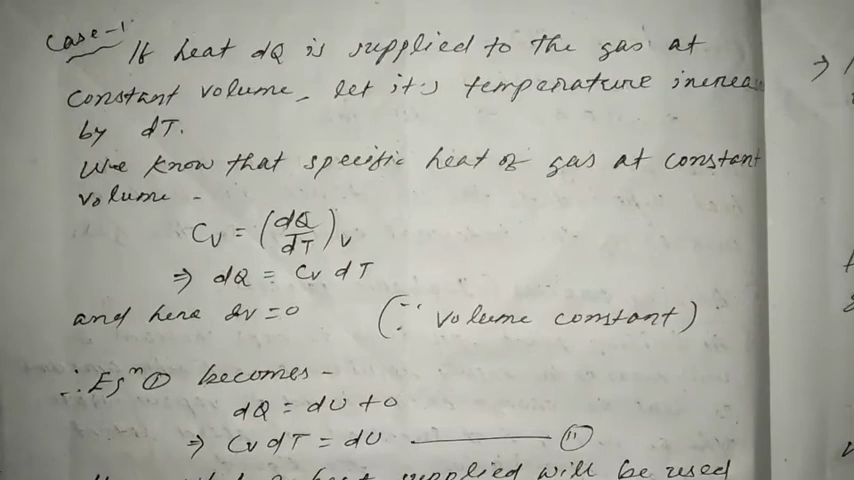 Case-1
If heat dQ is supplied to the gas at
constant volume, let it's temperature increa
by dT.
We know that specific heat of gas at constant
volume -
Cv = (dQ/dT)v
⇒ dQ = Cv dT
and here dv = 0 (∵ volume constant)
∴ Eqⁿ ① becomes -
dQ = dU + 0
⇒ Cv dT = dU —— (ii)
heat supplied will be used